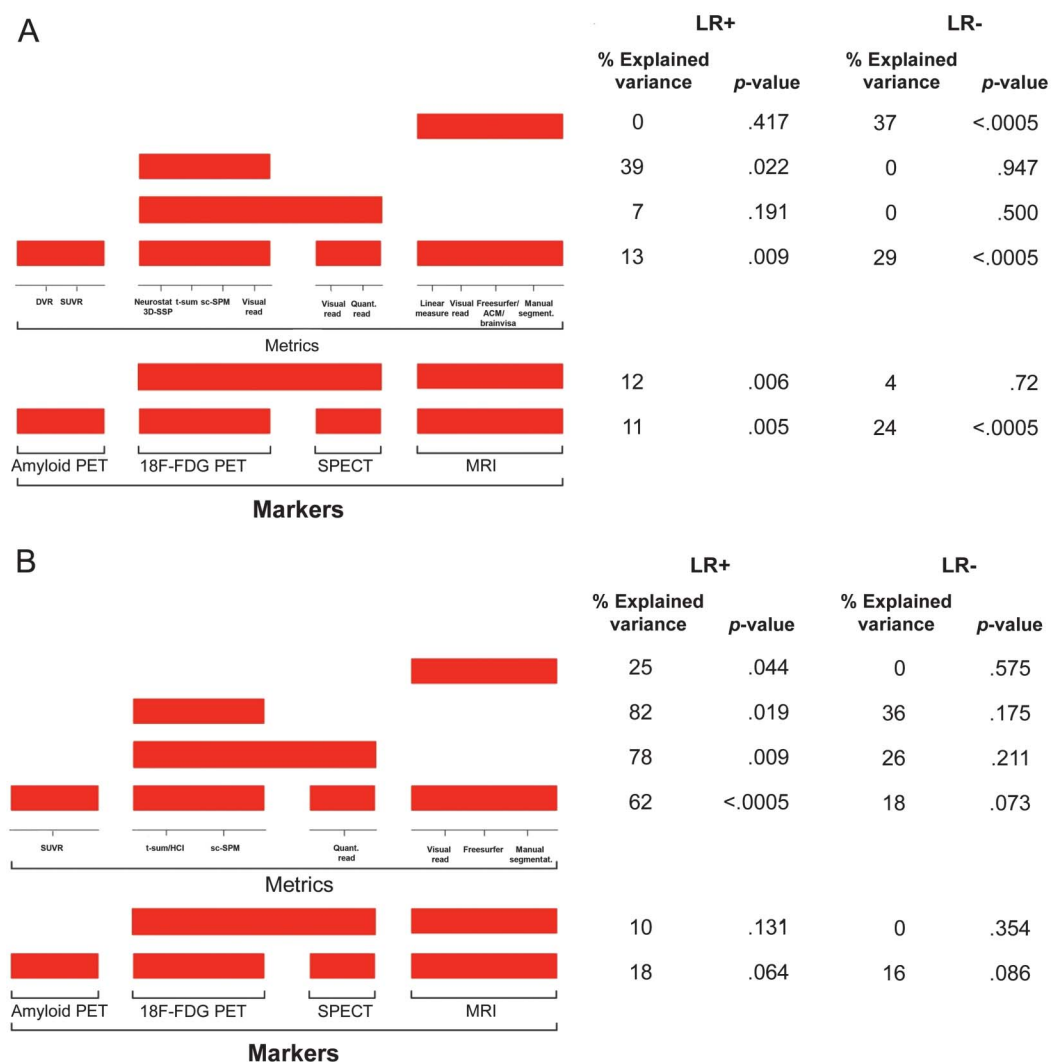 A
LR+ LR-
% Explained variance p-value % Explained variance p-value
0 .417 37 <.0005
39 .022 0 .947
7 .191 0 .500
13 .009 29 <.0005
DVR SUVR Neurostat 3D-SSP t-sum sc-SPM Visual read Visual read Quant. read Linear measure Visual read Freesurfer/ ACM/ brainvisa Manual segment.
Metrics
12 .006 4 .72
11 .005 24 <.0005
Amyloid PET 18F-FDG PET SPECT MRI
Markers
B
LR+ LR-
% Explained variance p-value % Explained variance p-value
25 .044 0 .575
82 .019 36 .175
78 .009 26 .211
62 <.0005 18 .073
SUVR t-sum/HCI sc-SPM Quant. read Visual read Freesurfer Manual segmentat.
Metrics
10 .131 0 .354
18 .064 16 .086
Amyloid PET 18F-FDG PET SPECT MRI
Markers